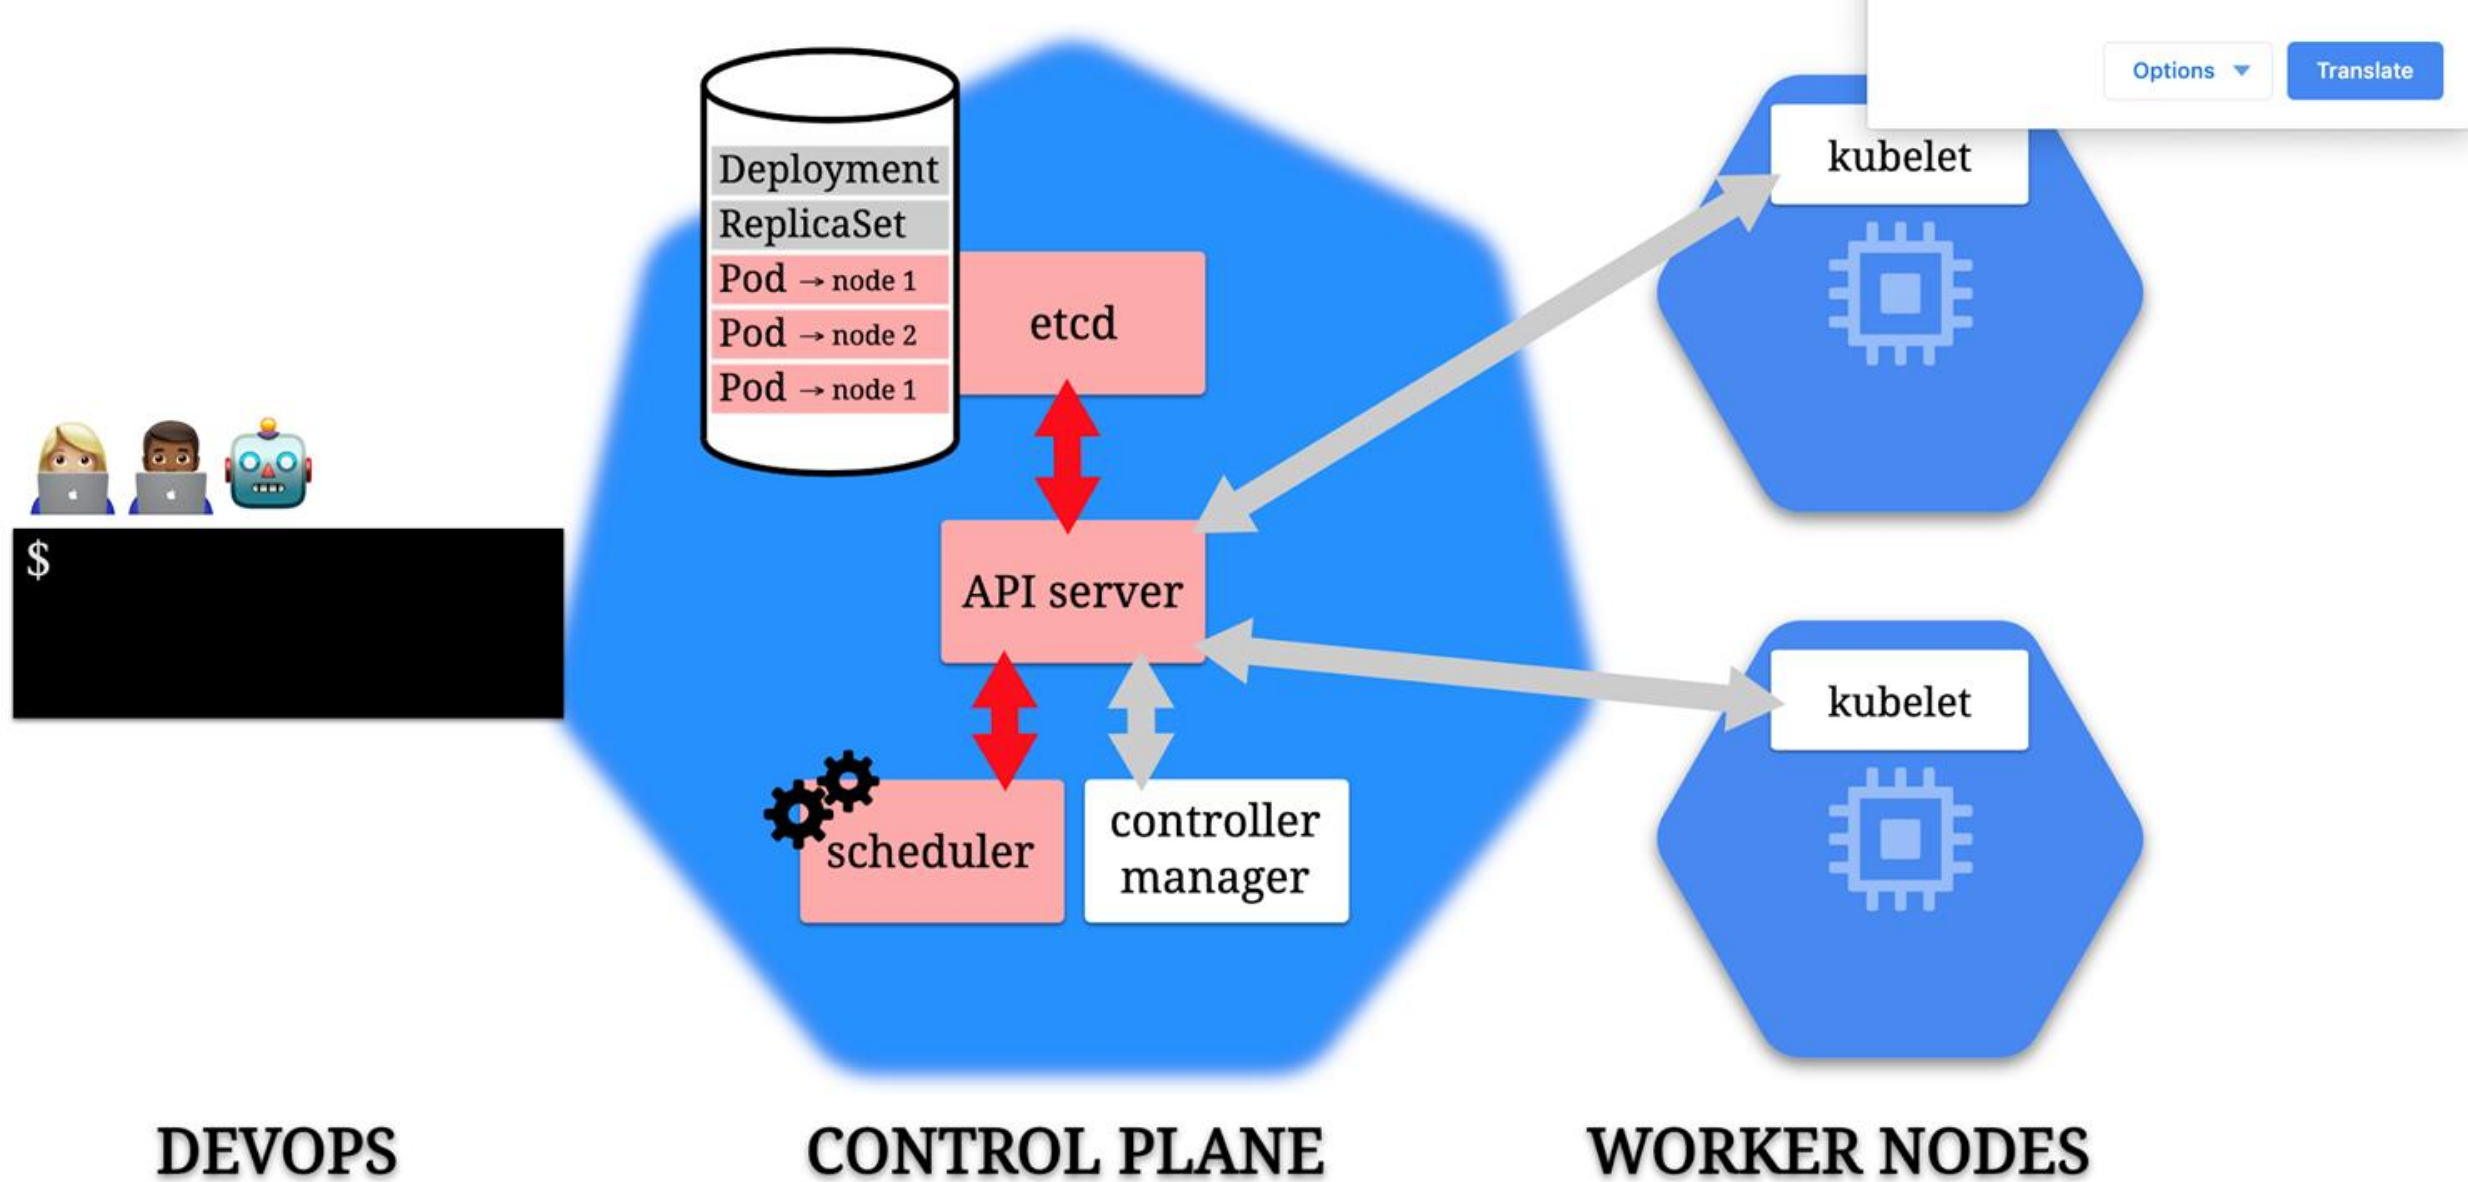 Options
Translate
Deployment
ReplicaSet
Pod → node 1
Pod → node 2
Pod → node 1
etcd
API server
scheduler
controller
manager
kubelet
kubelet
$
DEVOPS
CONTROL PLANE
WORKER NODES